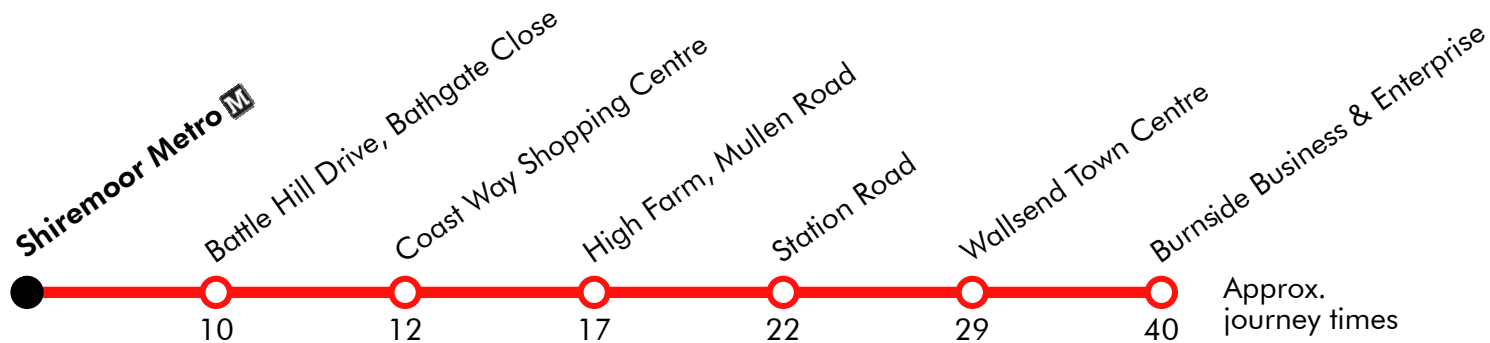 Shiremoor Metro M
Battle Hill Drive, Bathgate Close
Coast Way Shopping Centre
High Farm, Mullen Road
Station Road
Wallsend Town Centre
Burnside Business & Enterprise
10 12 17 22 29 40
Approx.
journey times